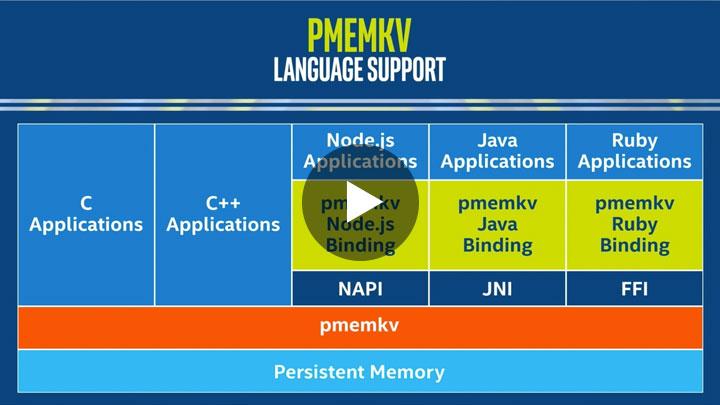 PMEMKV
LANGUAGE SUPPORT
C
Applications
C++
Applications
Node.js
Applications
pmemkv
Node.js
Binding
NAPI
Java
Applications
pmemkv
Java
Binding
JNI
Ruby
Applications
pmemkv
Ruby
Binding
FFI
pmemkv
Persistent Memory